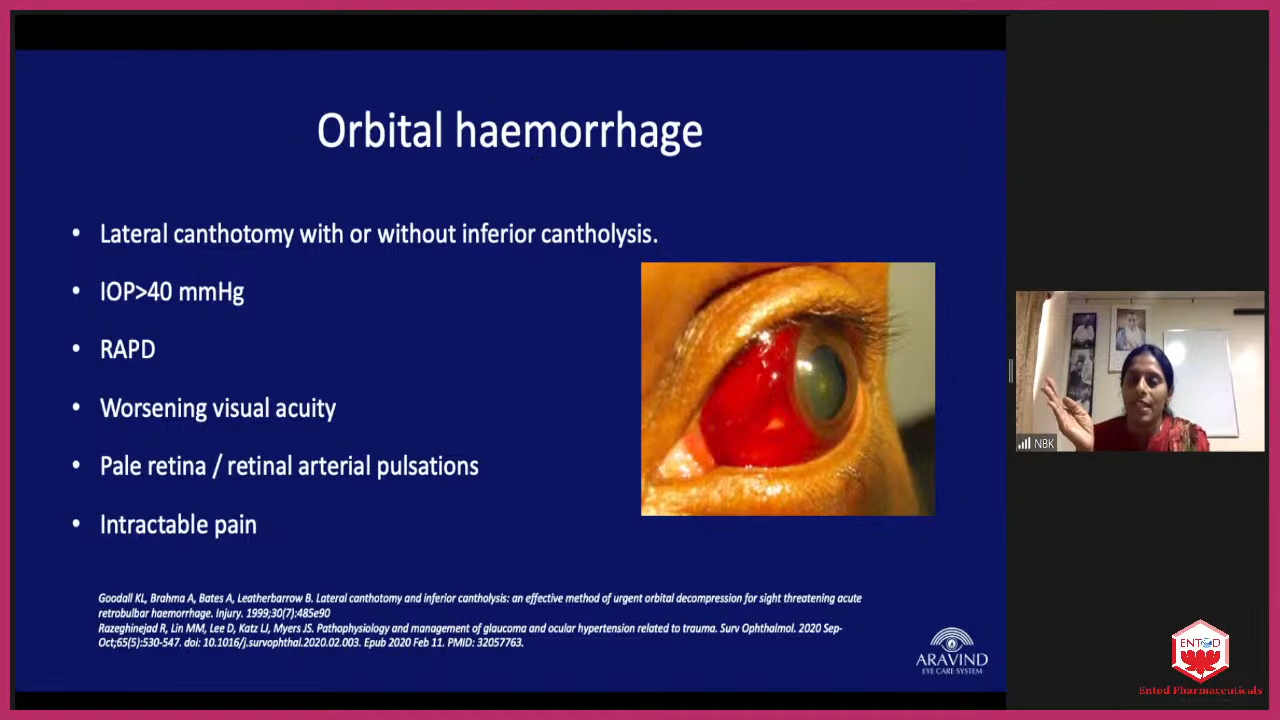 Orbital haemorrhage
• Lateral canthotomy with or without inferior cantholysis.
• IOP>40 mmHg
• RAPD
• Worsening visual acuity
• Pale retina / retinal arterial pulsations
• Intractable pain
Goodall KL, Brahma A, Bates A, Leatherbarrow B. Lateral canthotomy and inferior cantholysis: an effective method of urgent orbital decompression for sight threatening acute
retrobulbar haemorrhage. Injury. 1999;30(7):485e90
Razeghinejad R, Lin MM, Lee D, Katz LJ, Myers JS. Pathophysiology and management of glaucoma and ocular hypertension related to trauma. Surv Ophthalmol. 2020 Sep-
Oct;65(5):530-547. doi: 10.1016/j.survophthal.2020.02.003. Epub 2020 Feb 11. PMID: 32057763.
ARAVIND
EYE CARE SYSTEM
NBK
ENTOD
Entod Pharmaceuticals